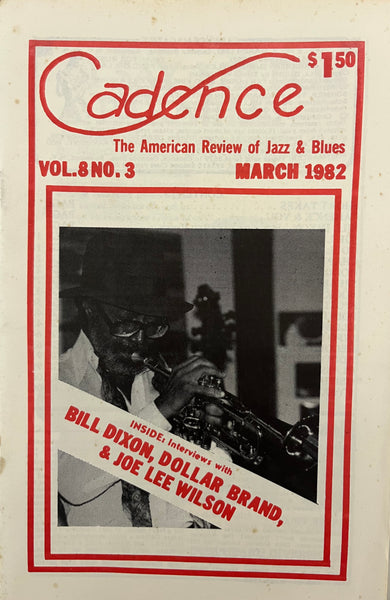 Cadence
$1.50
The American Review of Jazz & Blues
VOL.8 NO. 3 MARCH 1982
INSIDE: Interviews with
BILL DIXON, DOLLAR BRAND,
& JOE LEE WILSON